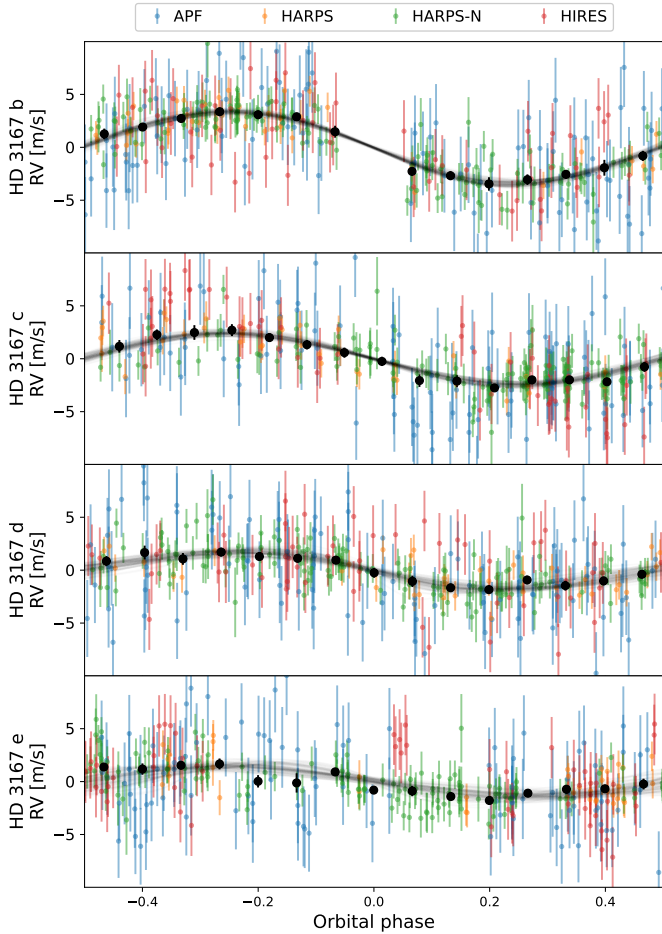 APF HARPS HARPS-N HIRES
HD 3167 b
RV [m/s]
5
0
−5
HD 3167 c
RV [m/s]
5
0
−5
HD 3167 d
RV [m/s]
5
0
−5
HD 3167 e
RV [m/s]
5
0
−5
−0.4 −0.2 0.0 0.2 0.4
Orbital phase